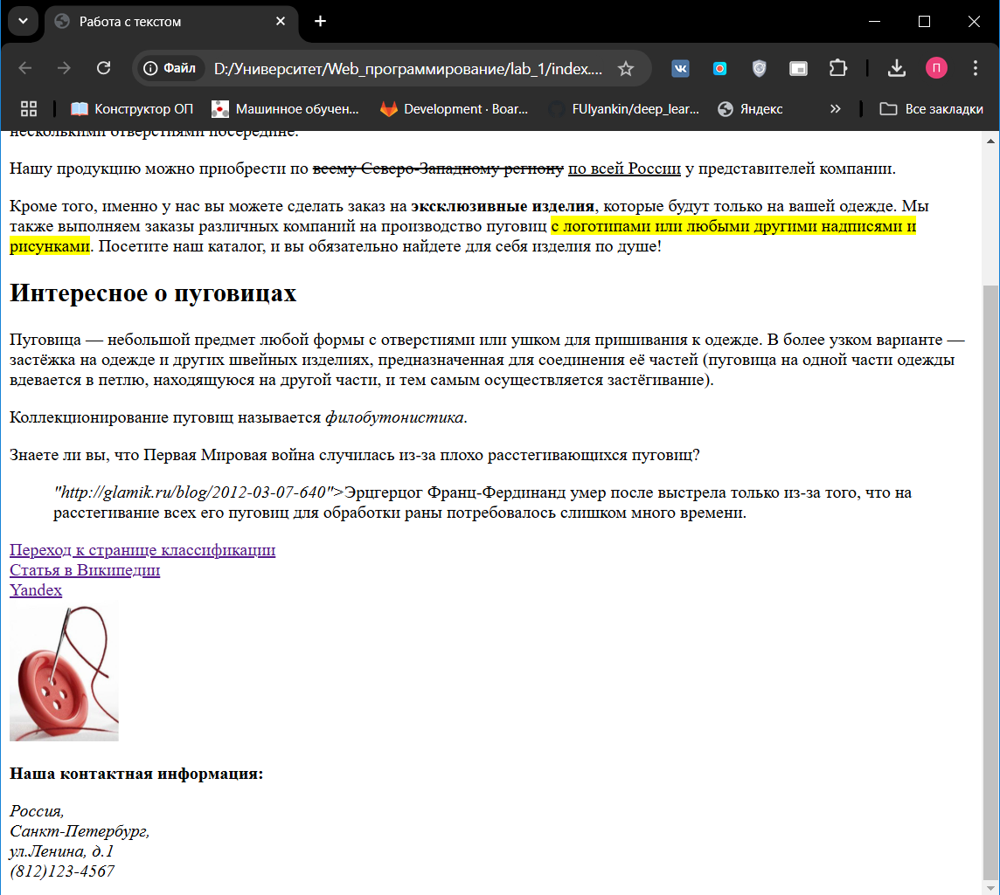 Работа с текстом
Файл D:/Университет/Web_программирование/lab_1/index....
П
Конструктор ОП Машинное обучен... Development · Boar... FUlyankin/deep_lear... Яндекс » Все закладки
несколькими отверстиями посередине.
Нашу продукцию можно приобрести по всему Северо-Западному региону по всей России у представителей компании.
Кроме того, именно у нас вы можете сделать заказ на эксклюзивные изделия, которые будут только на вашей одежде. Мы
также выполняем заказы различных компаний на производство пуговиц с логотипами или любыми другими надписями и
рисунками. Посетите наш каталог, и вы обязательно найдете для себя изделия по душе!
Интересное о пуговицах
Пуговица — небольшой предмет любой формы с отверстиями или ушком для пришивания к одежде. В более узком варианте —
застёжка на одежде и других швейных изделиях, предназначенная для соединения её частей (пуговица на одной части одежды
вдевается в петлю, находящуюся на другой части, и тем самым осуществляется застёгивание).
Коллекционирование пуговиц называется филобутонистика.
Знаете ли вы, что Первая Мировая война случилась из-за плохо расстегивающихся пуговиц?
"http://glamik.ru/blog/2012-03-07-640">Эрцгерцог Франц-Фердинанд умер после выстрела только из-за того, что на
расстегивание всех его пуговиц для обработки раны потребовалось слишком много времени.
Переход к странице классификации
Статья в Википедии
Yandex
Наша контактная информация:
Россия,
Санкт-Петербург,
ул.Ленина, д.1
(812)123-4567